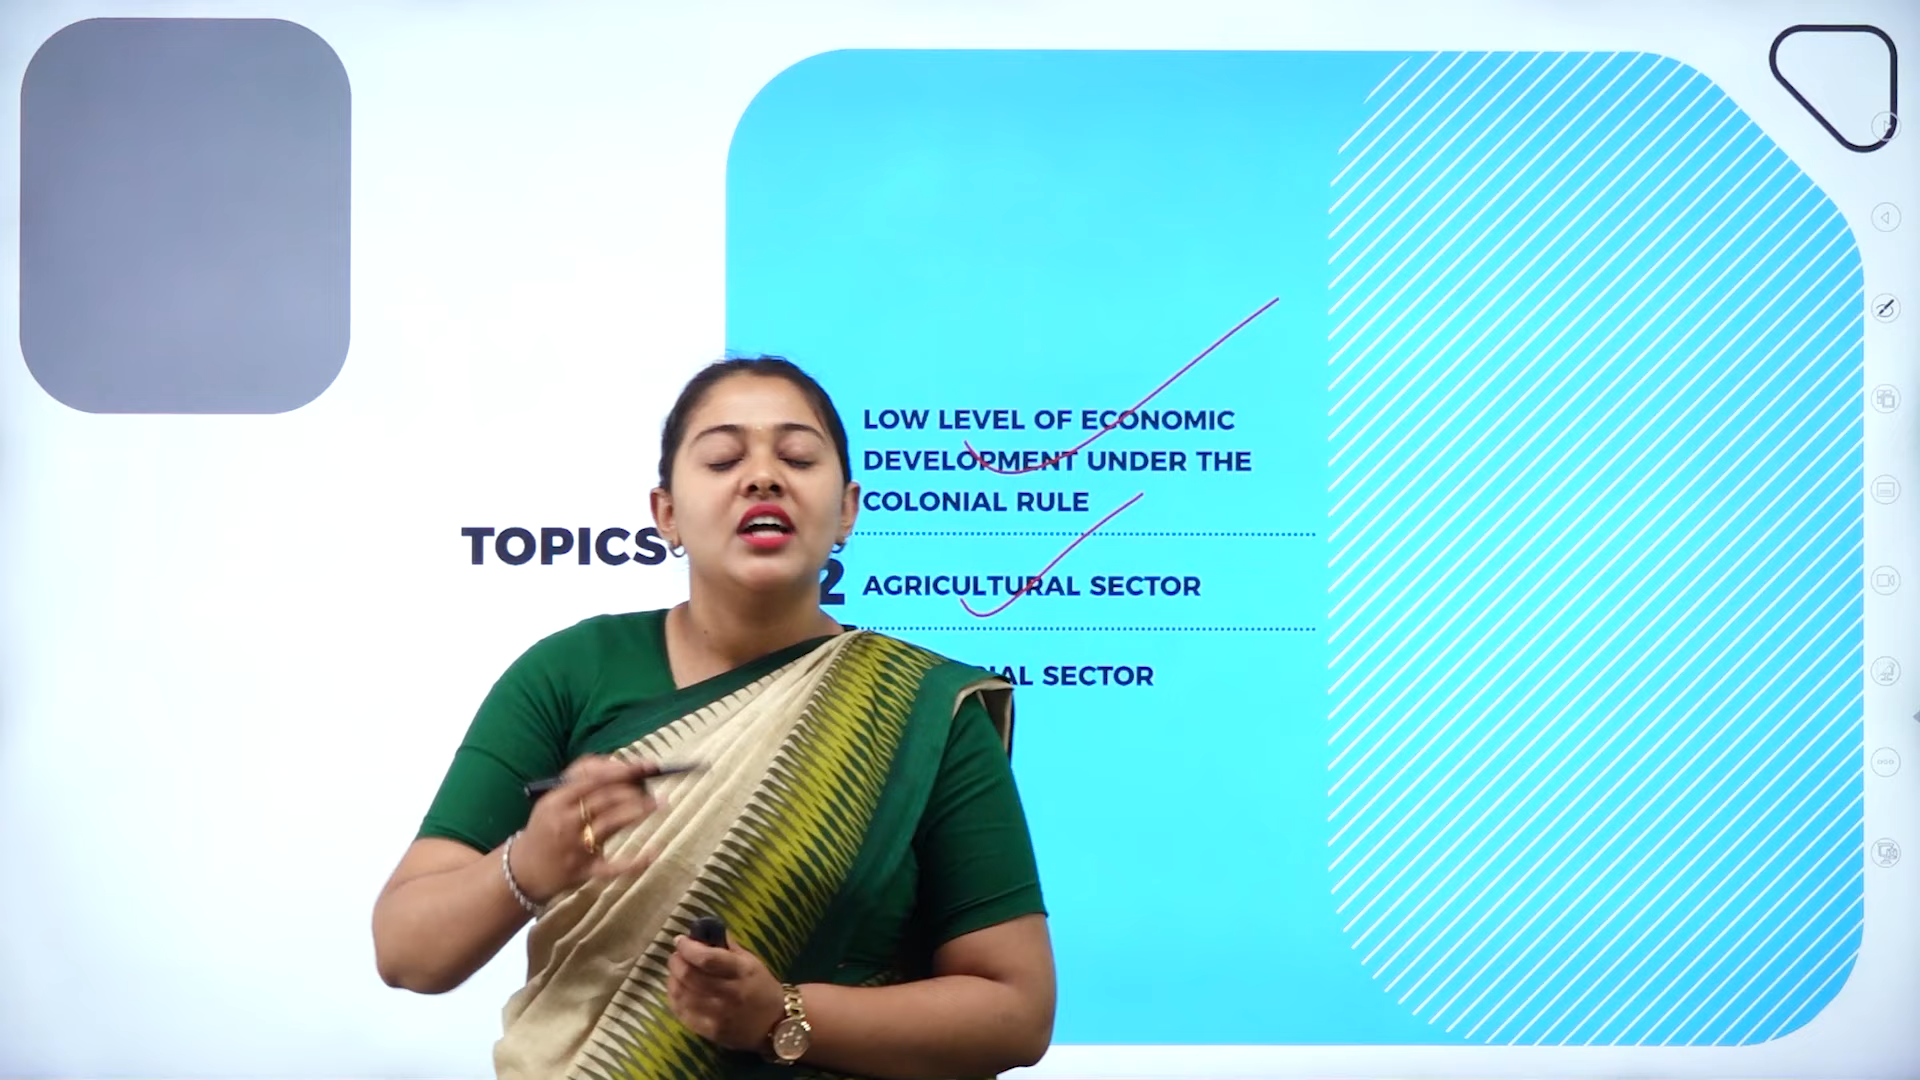 LOW LEVEL OF ECONOMIC
DEVELOPMENT UNDER THE
COLONIAL RULE
TOPICS
2 AGRICULTURAL SECTOR
SECTOR